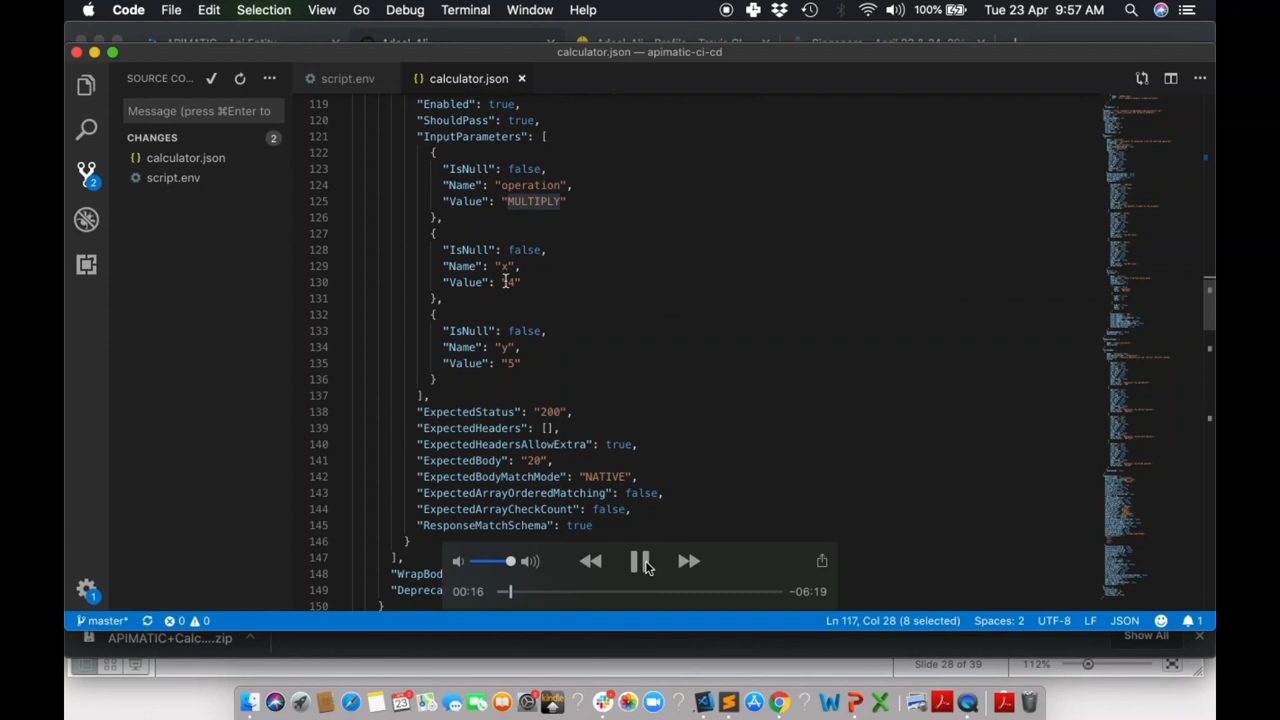 Code File Edit Selection View Go Debug Terminal Window Help 100% Tue 23 Apr 9:57 AM
calculator.json — apimatic-ci-cd
SOURCE CO...
script.env
calculator.json
Message (press ⌘Enter to
CHANGES 2
calculator.json
script.env
2
1
119 "Enabled": true,
120 "ShouldPass": true,
121 "InputParameters": [
122 {
123 "IsNull": false,
124 "Name": "operation",
125 "Value": "MULTIPLY"
126 },
127 {
128 "IsNull": false,
129 "Name": "x",
130 "Value": "4"
131 },
132 {
133 "IsNull": false,
134 "Name": "y",
135 "Value": "5"
136 }
137 ],
138 "ExpectedStatus": "200",
139 "ExpectedHeaders": [],
140 "ExpectedHeadersAllowExtra": true,
141 "ExpectedBody": "20",
142 "ExpectedBodyMatchMode": "NATIVE",
143 "ExpectedArrayOrderedMatching": false,
144 "ExpectedArrayCheckCount": false,
145 "ResponseMatchSchema": true
146 }
147 ],
148 "WrapBod
149 "Depreca
150 }
00:16 −06:19
master* 0 0 Ln 117, Col 28 (8 selected) Spaces: 2 UTF-8 LF JSON 1
APIMATIC+Calc....zip Show All
Slide 28 of 39 112%